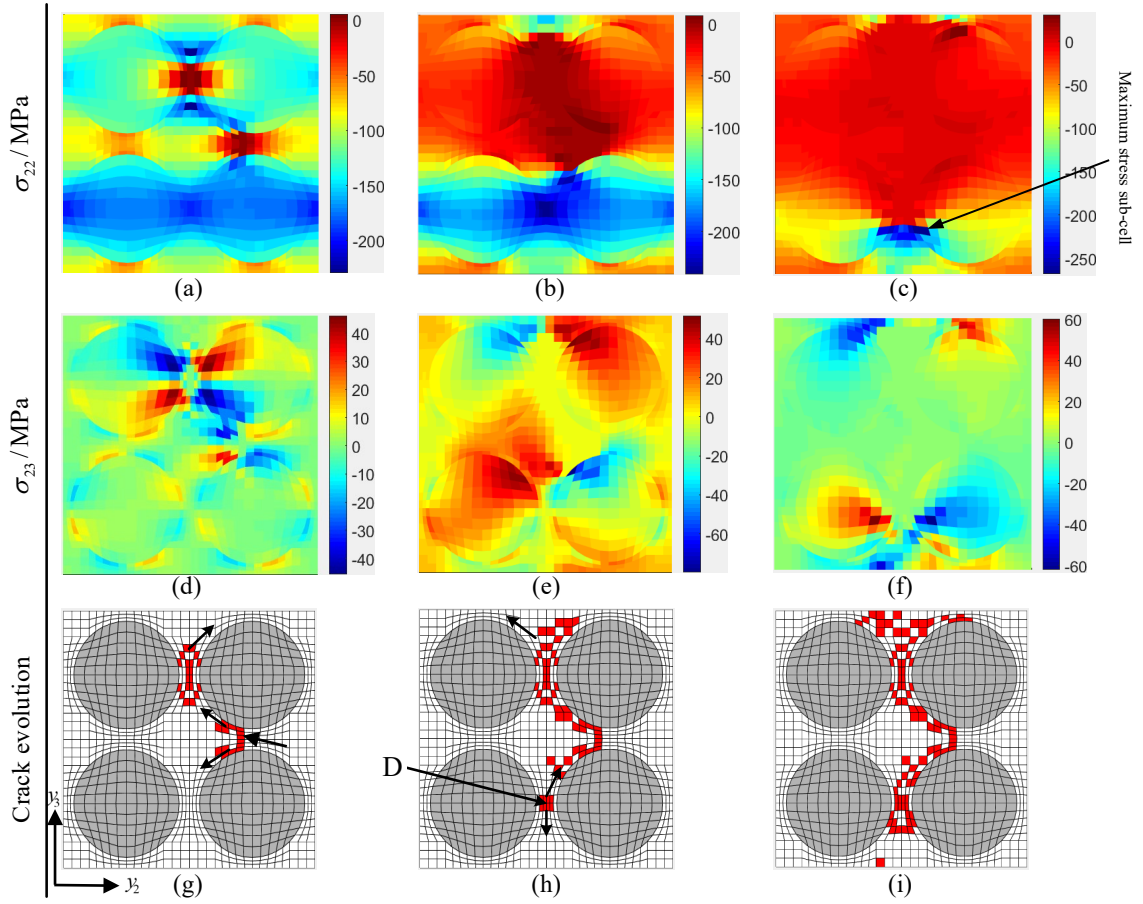 σ22 / MPa
0
-50
-100
-150
-200
(a)
0
-50
-100
-150
-200
(b)
0
-50
-100
-150
-200
-250
(c)
Maximum stress sub-cell
σ23 / MPa
40
30
20
10
0
-10
-20
-30
-40
(d)
40
20
0
-20
-40
-60
(e)
60
40
20
0
-20
-40
-60
(f)
Crack evolution
y3
y2
(g)
D
(h)
(i)